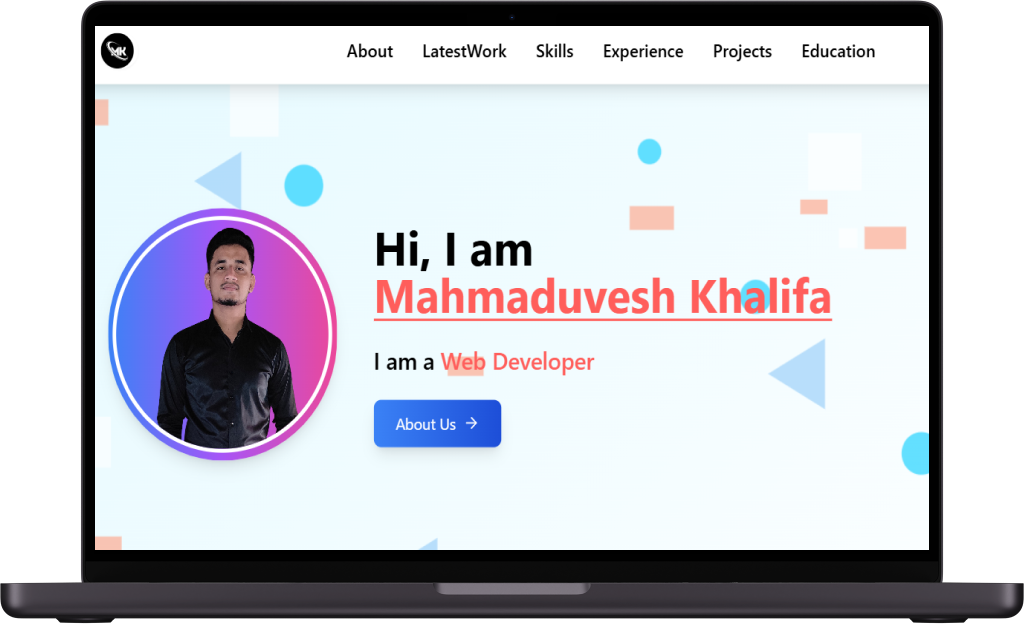 MK
About LatestWork Skills Experience Projects Education
Hi, I am
Mahmaduvesh Khalifa
I am a Web Developer
About Us